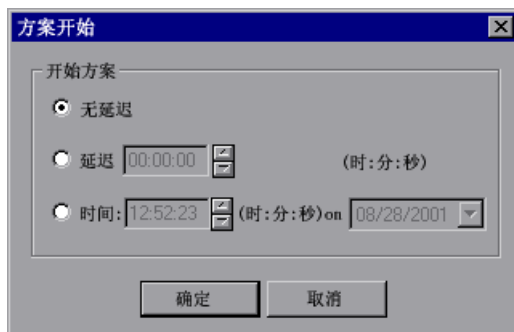 方案开始
开始方案
无延迟
延迟 00:00:00 (时:分:秒)
时间: 12:52:23 (时:分:秒)on 08/28/2001
确定 取消